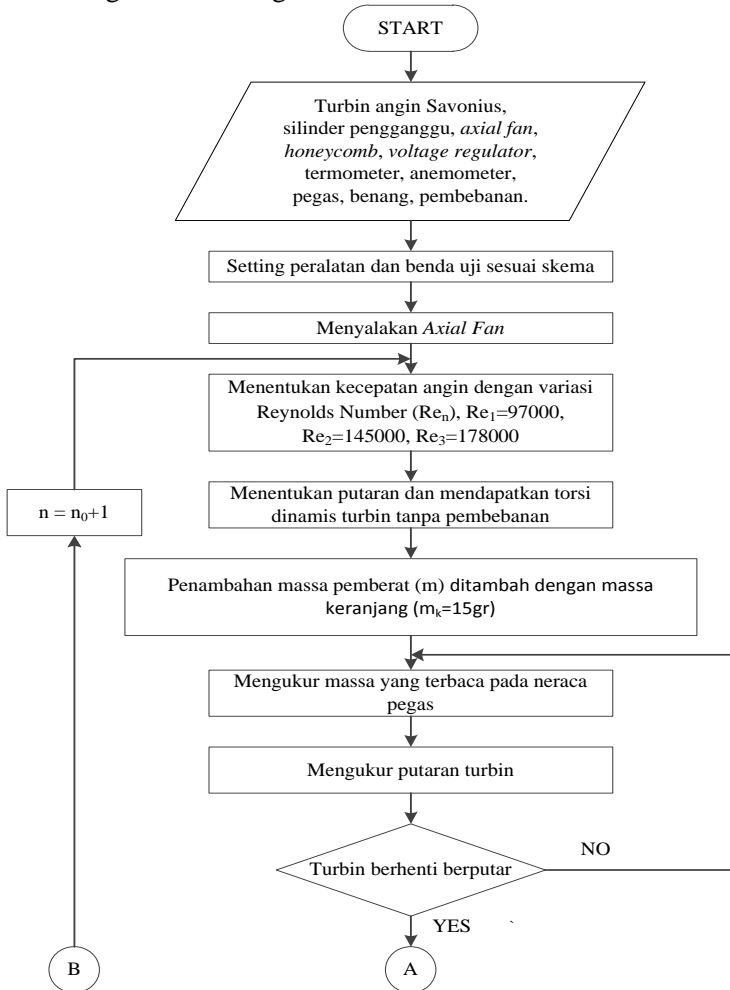 START
Turbin angin Savonius,
silinder pengganggu, axial fan,
honeycomb, voltage regulator,
termometer, anemometer,
pegas, benang, pembebanan.
Setting peralatan dan benda uji sesuai skema
Menyalakan Axial Fan
Menentukan kecepatan angin dengan variasi
Reynolds Number (Reₙ), Re₁=97000,
Re₂=145000, Re₃=178000
Menentukan putaran dan mendapatkan torsi
dinamis turbin tanpa pembebanan
n = n₀+1
Penambahan massa pemberat (m) ditambah dengan massa
keranjang (mₖ=15gr)
Mengukur massa yang terbaca pada neraca
pegas
Mengukur putaran turbin
Turbin berhenti berputar
NO
YES `
B
A